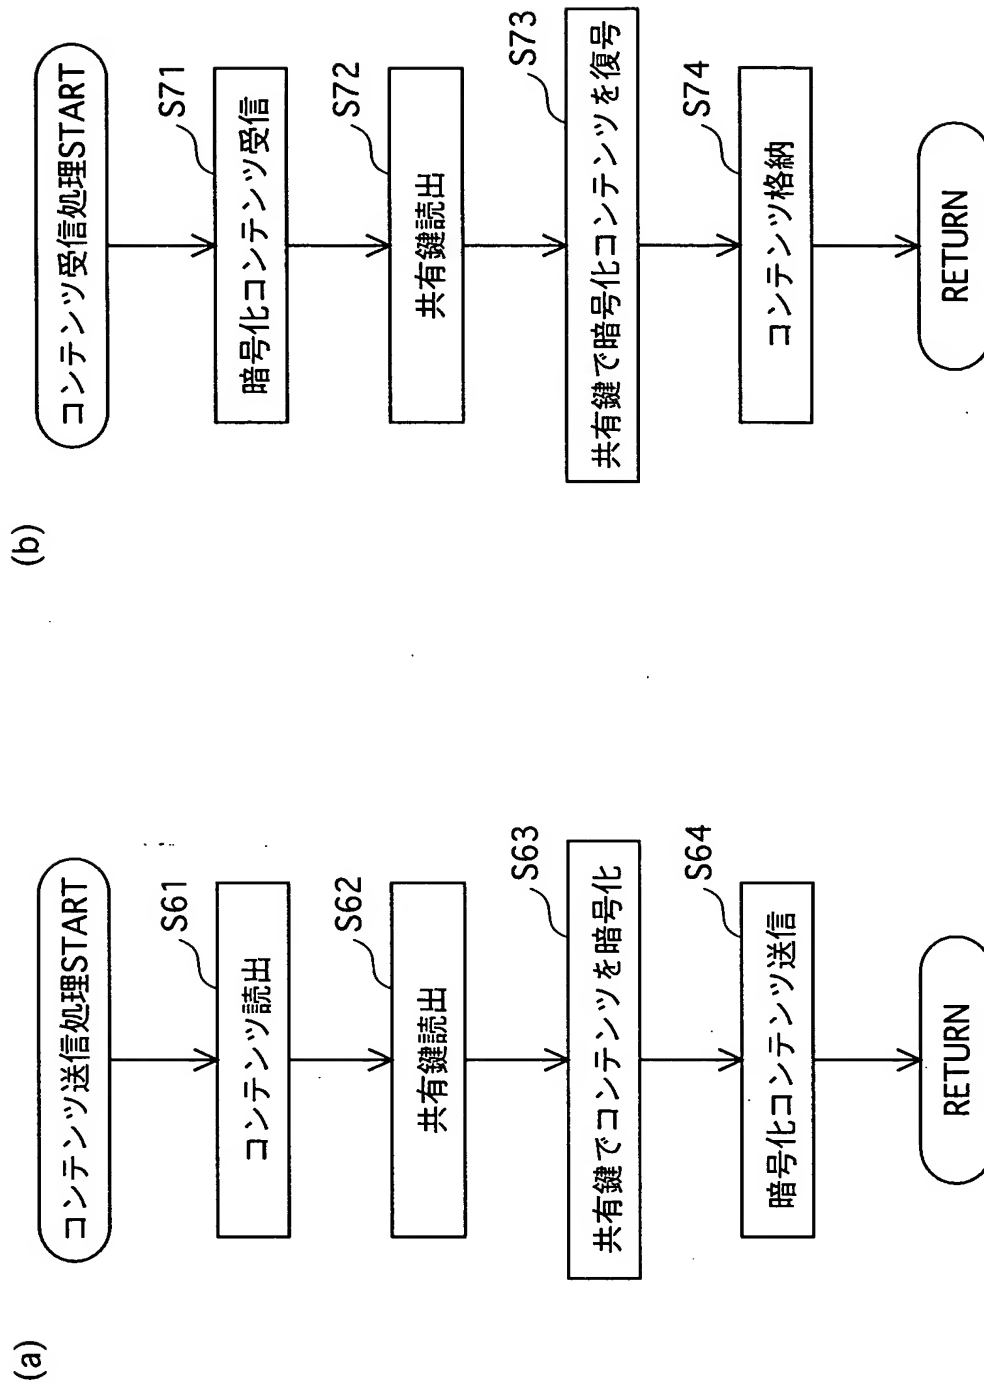 (a)
コンテンツ送信処理START
S61
コンテンツ読出
S62
共有鍵読出
S63
共有鍵でコンテンツを暗号化
S64
暗号化コンテンツ送信
RETURN
(b)
コンテンツ受信処理START
S71
暗号化コンテンツ受信
S72
共有鍵読出
S73
共有鍵で暗号化コンテンツを復号
S74
コンテンツ格納
RETURN